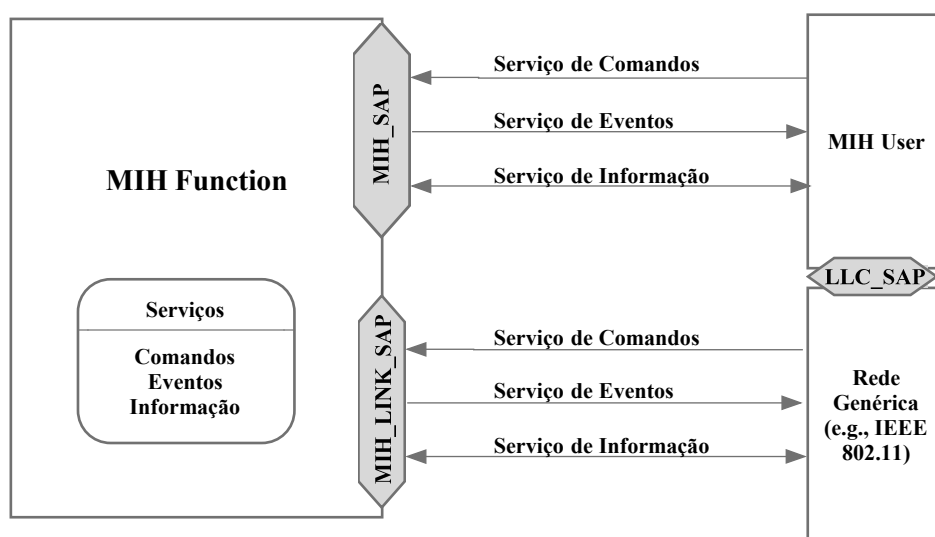 MIH Function
Serviços
Comandos
Eventos
Informação
MIH_SAP
MIH_LINK_SAP
Serviço de Comandos
Serviço de Eventos
Serviço de Informação
Serviço de Comandos
Serviço de Eventos
Serviço de Informação
MIH User
LLC_SAP
Rede
Genérica
(e.g., IEEE
802.11)